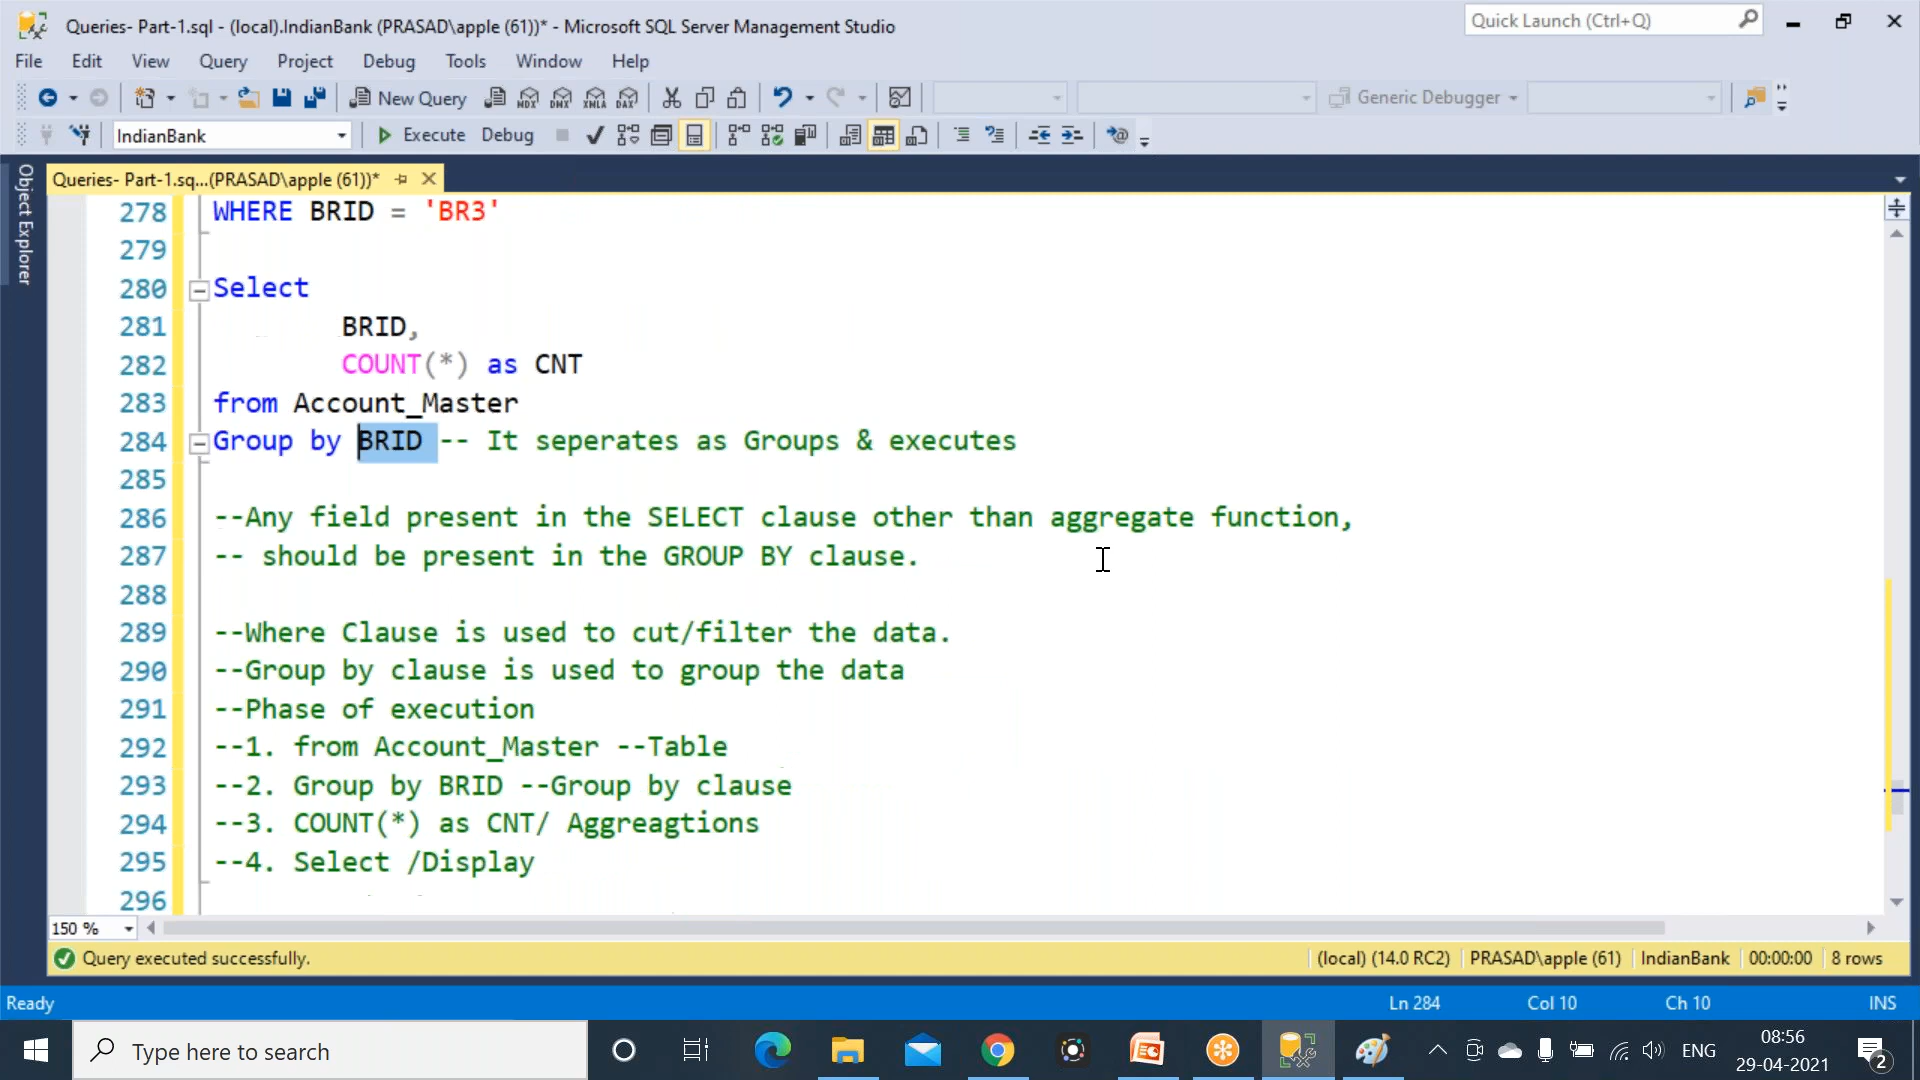 Queries- Part-1.sql - (local).IndianBank (PRASAD\apple (61))* - Microsoft SQL Server Management Studio
Quick Launch (Ctrl+Q)
File Edit View Query Project Debug Tools Window Help
New Query
MDX DMX XMLA DAX
Generic Debugger
IndianBank
Execute Debug
Object Explorer
Queries- Part-1.sq...(PRASAD\apple (61))*
278 WHERE BRID = 'BR3'
279
280 Select
281 BRID,
282 COUNT(*) as CNT
283 from Account_Master
284 Group by BRID -- It seperates as Groups & executes
285
286 --Any field present in the SELECT clause other than aggregate function,
287 -- should be present in the GROUP BY clause.
288
289 --Where Clause is used to cut/filter the data.
290 --Group by clause is used to group the data
291 --Phase of execution
292 --1. from Account_Master --Table
293 --2. Group by BRID --Group by clause
294 --3. COUNT(*) as CNT/ Aggreagtions
295 --4. Select /Display
296
150 %
Query executed successfully.
(local) (14.0 RC2) PRASAD\apple (61) IndianBank 00:00:00 8 rows
Ready
Ln 284 Col 10 Ch 10 INS
Type here to search
ENG
08:56
29-04-2021
2